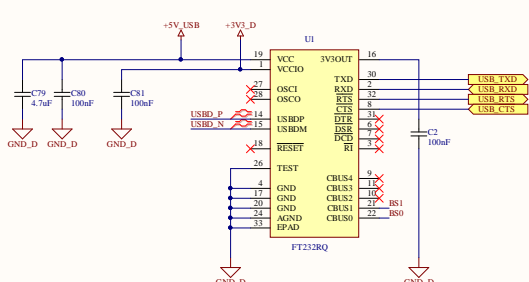 +5V_USB +3V3_D
U1
19 VCC 3V3OUT 16
1 VCCIO
TXD 30 USB_TXD
27 OSCI RXD 2 USB_RXD
28 OSCO RTS 32 USB_RTS
CTS 8 USB_CTS
C79 4.7uF
C80 100nF
C81 100nF
USBD_P 14 USBDP DTR 31
USBD_N 15 USBDM DSR 6
DCD 7
18 RESET RI 3
C2 100nF
GND_D GND_D GND_D
26 TEST
CBUS4 9
4 GND CBUS3 11
17 GND CBUS2 10
20 GND CBUS1 21 BS1
24 AGND CBUS0 22 BS0
33 EPAD
FT232RQ
GND_D GND_D